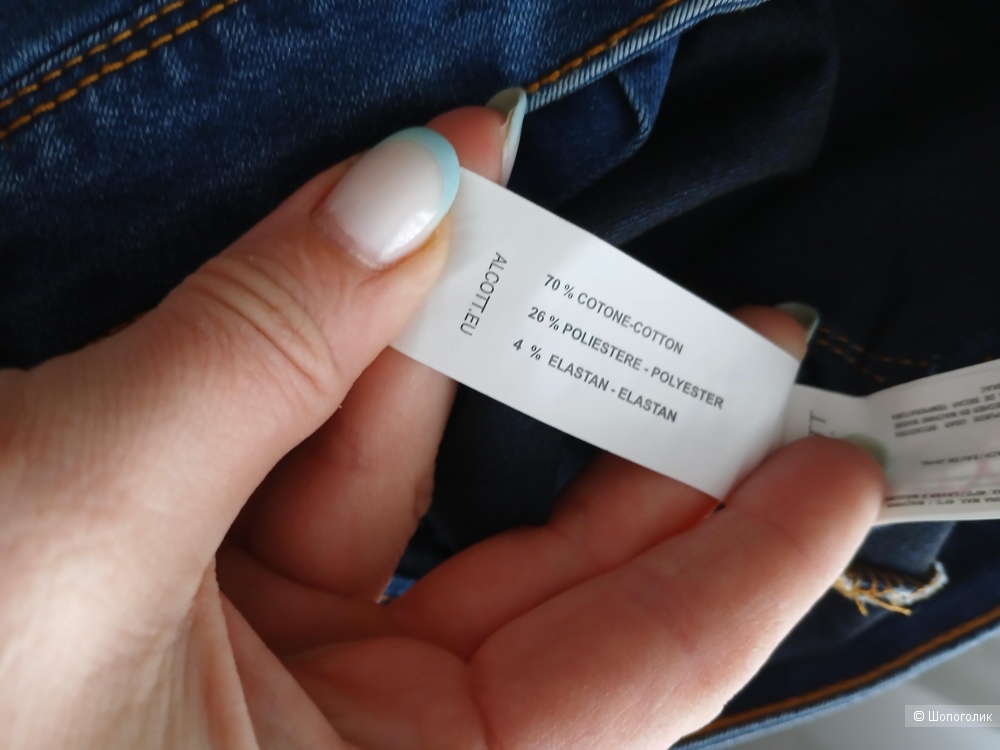 ALCOTT.EU
70 % COTONE-COTTON
26 % POLIESTERE - POLYESTER
4 % ELASTAN - ELASTAN
© Шопоголик